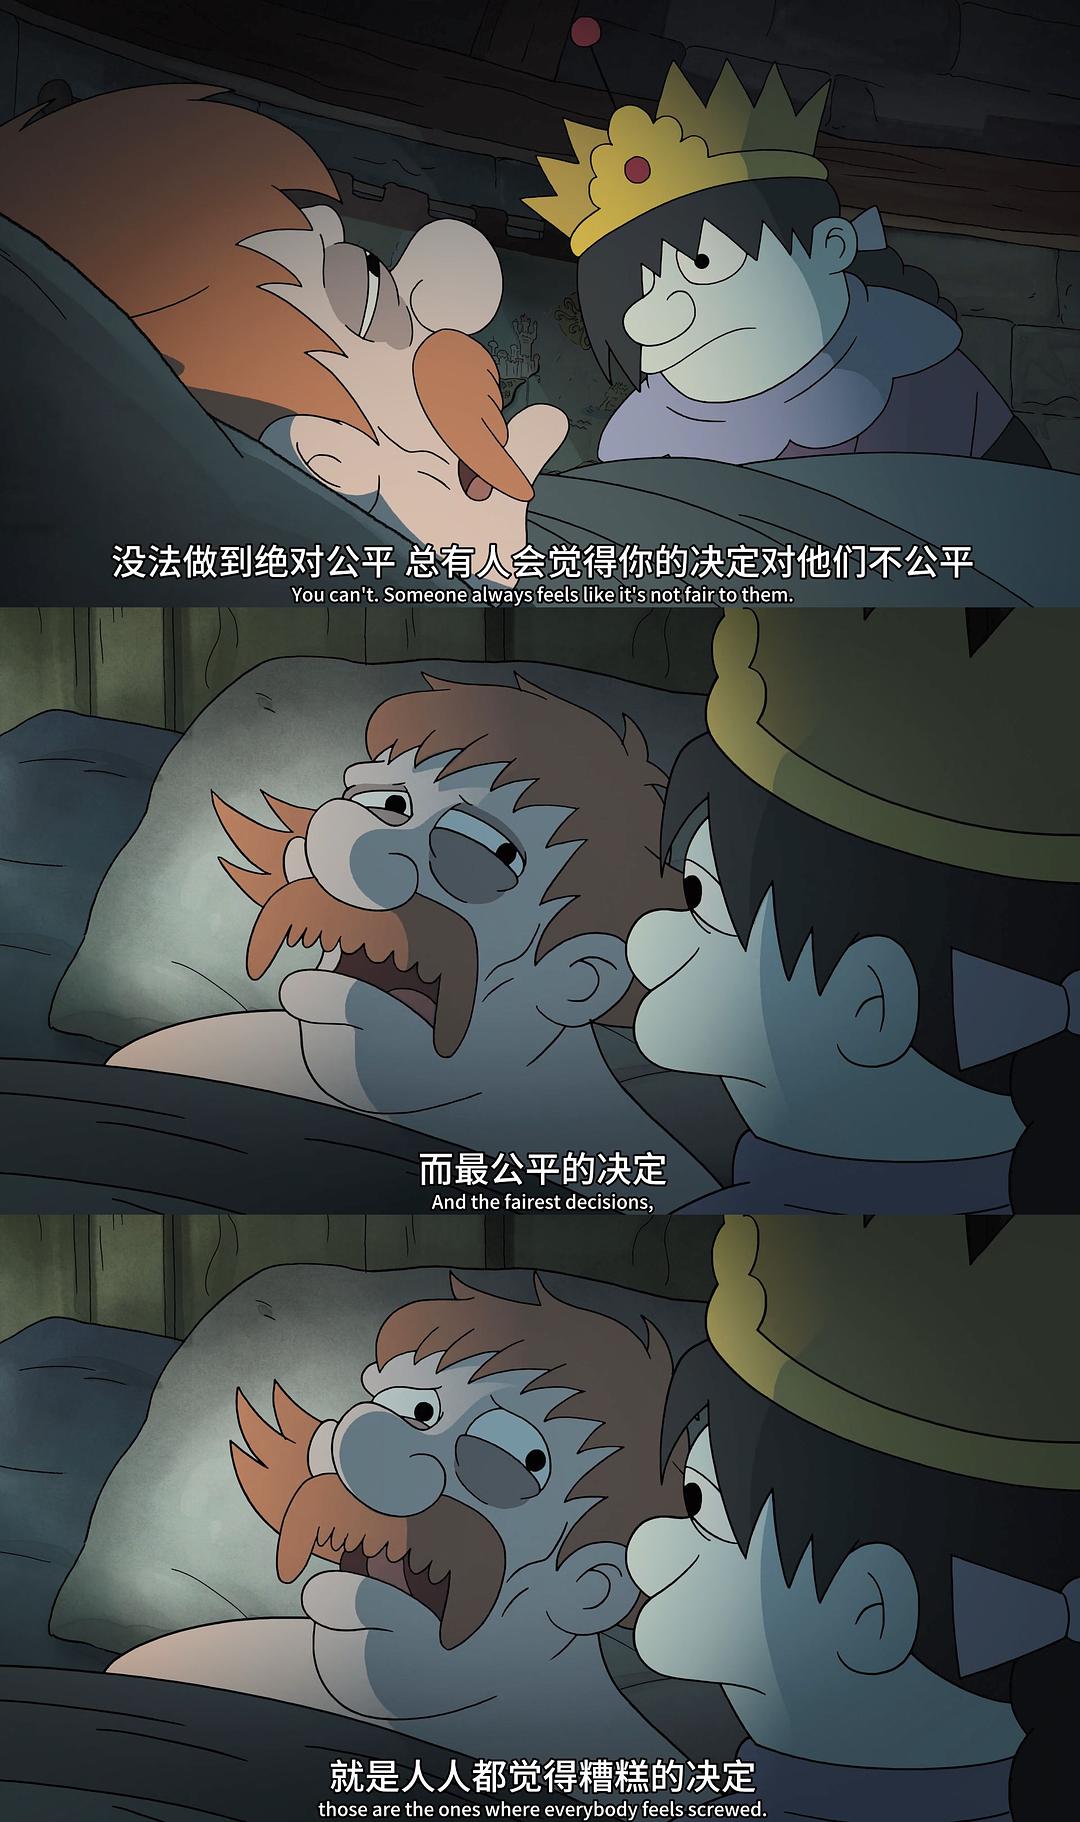 没法做到绝对公平 总有人会觉得你的决定对他们不公平
You can't. Someone always feels like it's not fair to them.
而最公平的决定
And the fairest decisions,
就是人人都觉得糟糕的决定
those are the ones where everybody feels screwed.